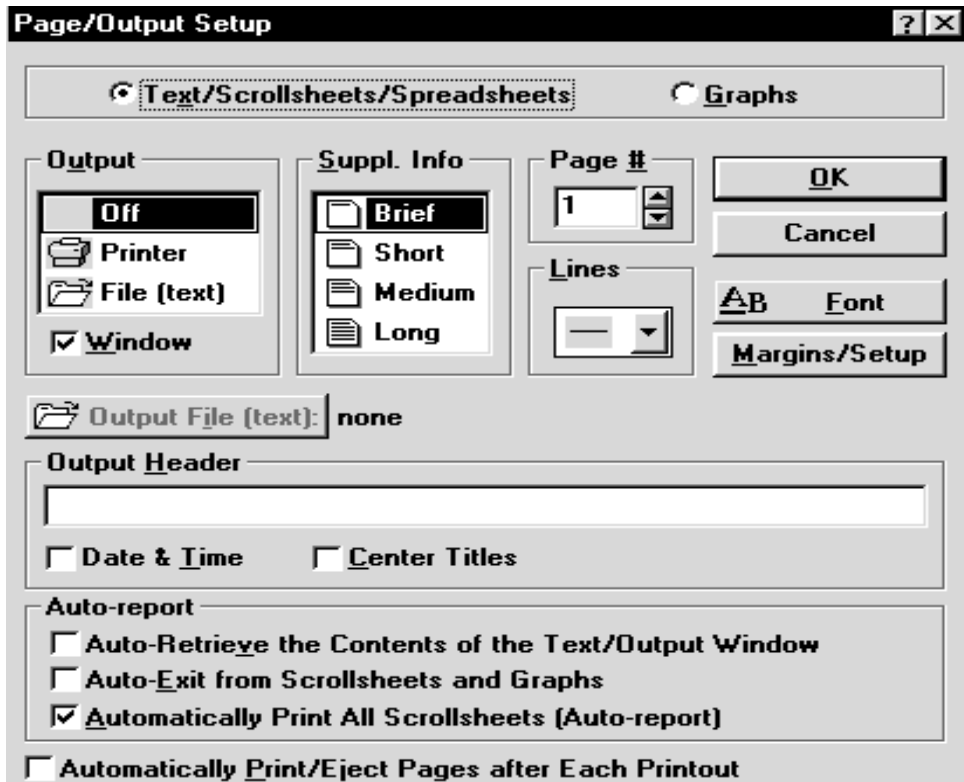 Page/Output Setup
Text/Scrollsheets/Spreadsheets
Graphs
Output
Off
Printer
File (text)
Window
Suppl. Info
Brief
Short
Medium
Long
Page #
1
Lines
OK
Cancel
AB Font
Margins/Setup
Output File (text): none
Output Header
Date & Time
Center Titles
Auto-report
Auto-Retrieve the Contents of the Text/Output Window
Auto-Exit from Scrollsheets and Graphs
Automatically Print All Scrollsheets (Auto-report)
Automatically Print/Eject Pages after Each Printout